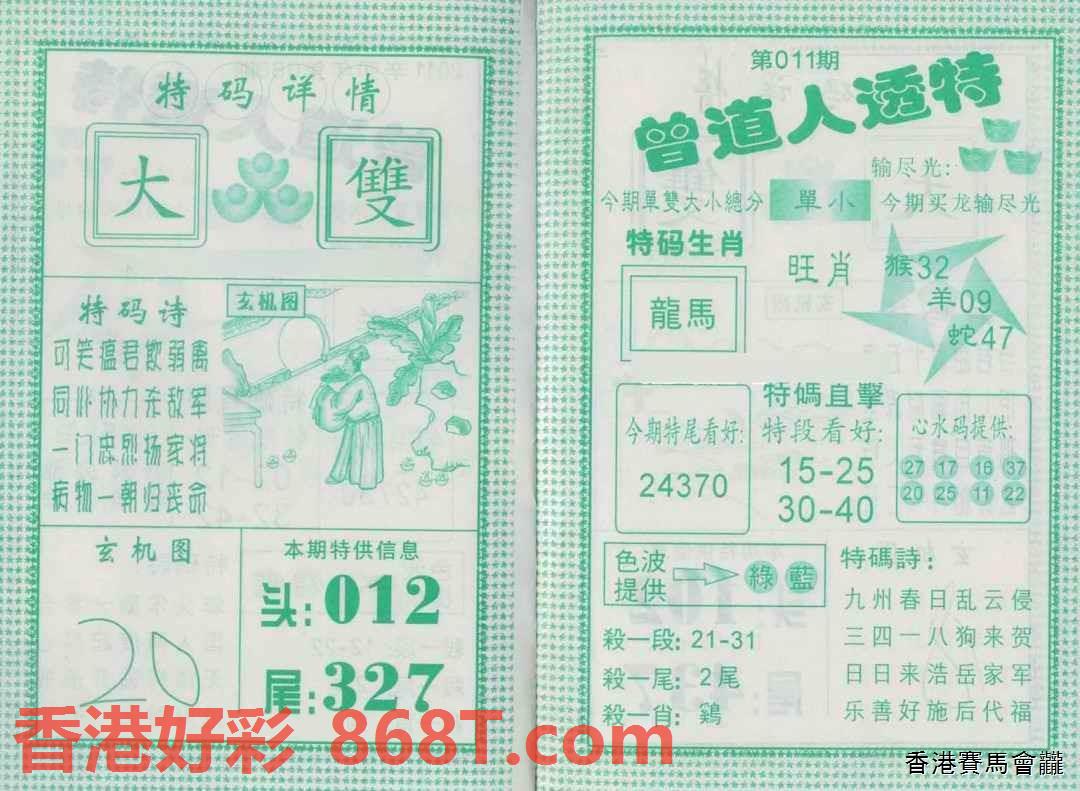 特码详情
大 雙
特码诗
可笑瘟君欺弱离
同小协力充敌军
一门忠烈扬家将
病物一朝归丧命
玄机图
玄机图
20
本期特供信息
头:012
尾:327
第011期
曾道人透特
输尽光:
今期單雙大小總分 單小 今期买龙输尽光
特码生肖
龍馬
旺肖
猴32
羊09
蛇47
今期特尾看好:
24370
特碼直擊
特段看好:
15-25
30-40
心水码提供:
27 17 16 37
20 25 11 22
色波
提供
綠 藍
殺一段: 21-31
殺一尾: 2尾
殺一肖: 鷄
特碼詩:
九州春日乱云侵
三四一八狗来贺
日日来浩岳家军
乐善好施后代福
香港好彩 868T.com
香港賽馬會